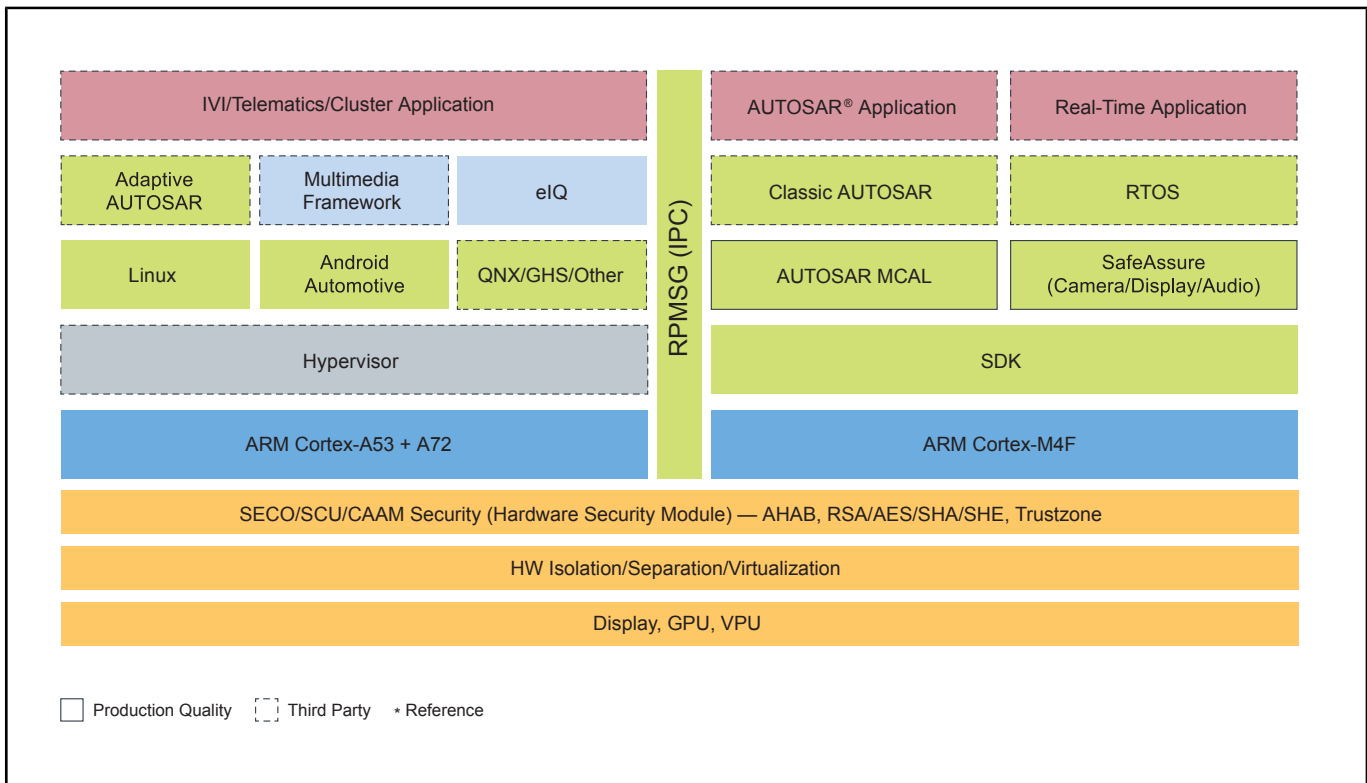 IVI/Telematics/Cluster Application
AUTOSAR® Application
Real-Time Application
Adaptive
AUTOSAR
Multimedia
Framework
eIQ
Classic AUTOSAR
RTOS
Linux
Android
Automotive
QNX/GHS/Other
RPMSG (IPC)
AUTOSAR MCAL
SafeAssure
(Camera/Display/Audio)
Hypervisor
SDK
ARM Cortex-A53 + A72
ARM Cortex-M4F
SECO/SCU/CAAM Security (Hardware Security Module) — AHAB, RSA/AES/SHA/SHE, Trustzone
HW Isolation/Separation/Virtualization
Display, GPU, VPU
Production Quality
Third Party
* Reference